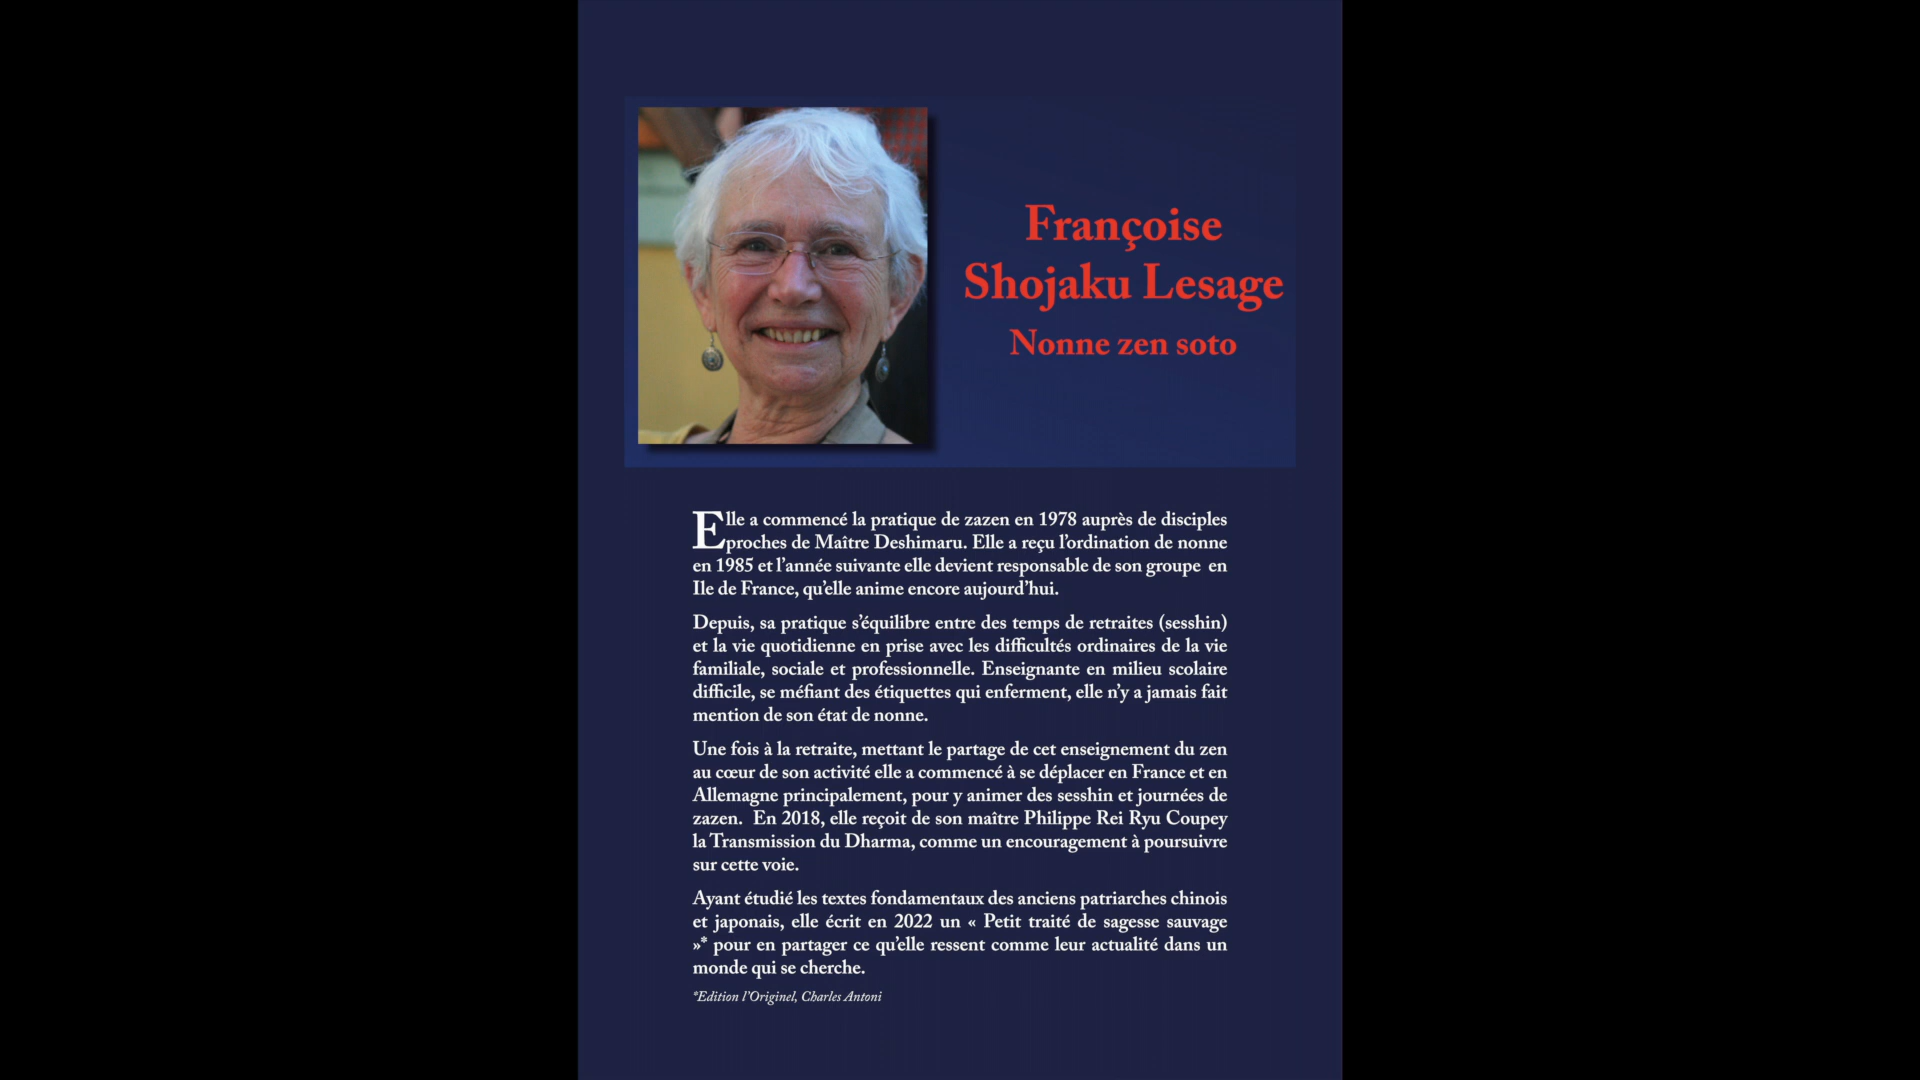 Françoise
Shojaku Lesage
Nonne zen soto
Elle a commencé la pratique de zazen en 1978 auprès de disciples
proches de Maître Deshimaru. Elle a reçu l’ordination de nonne
en 1985 et l’année suivante elle devient responsable de son groupe en
Ile de France, qu’elle anime encore aujourd’hui.
Depuis, sa pratique s’équilibre entre des temps de retraites (sesshin)
et la vie quotidienne en prise avec les difficultés ordinaires de la vie
familiale, sociale et professionnelle. Enseignante en milieu scolaire
difficile, se méfiant des étiquettes qui enferment, elle n’y a jamais fait
mention de son état de nonne.
Une fois à la retraite, mettant le partage de cet enseignement du zen
au cœur de son activité elle a commencé à se déplacer en France et en
Allemagne principalement, pour y animer des sesshin et journées de
zazen. En 2018, elle reçoit de son maître Philippe Rei Ryu Coupey
la Transmission du Dharma, comme un encouragement à poursuivre
sur cette voie.
Ayant étudié les textes fondamentaux des anciens patriarches chinois
et japonais, elle écrit en 2022 un « Petit traité de sagesse sauvage
»* pour en partager ce qu’elle ressent comme leur actualité dans un
monde qui se cherche.
*Edition l’Originel, Charles Antoni